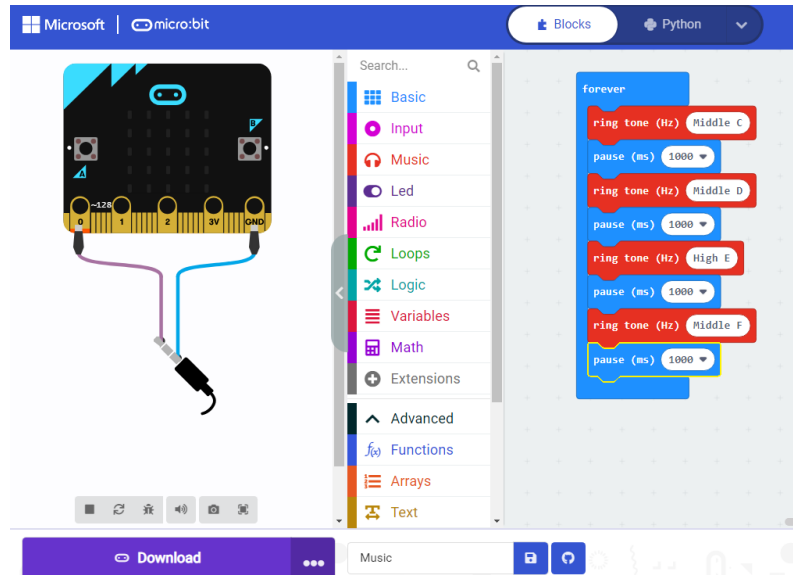 Microsoft micro:bit
Blocks Python
B
A
~128
0 1 2 3V GND
Download
Search...
Basic
Input
Music
Led
Radio
Loops
Logic
Variables
Math
Extensions
Advanced
f(x) Functions
Arrays
Text
Music
forever
ring tone (Hz) Middle C
pause (ms) 1000
ring tone (Hz) Middle D
pause (ms) 1000
ring tone (Hz) High E
pause (ms) 1000
ring tone (Hz) Middle F
pause (ms) 1000